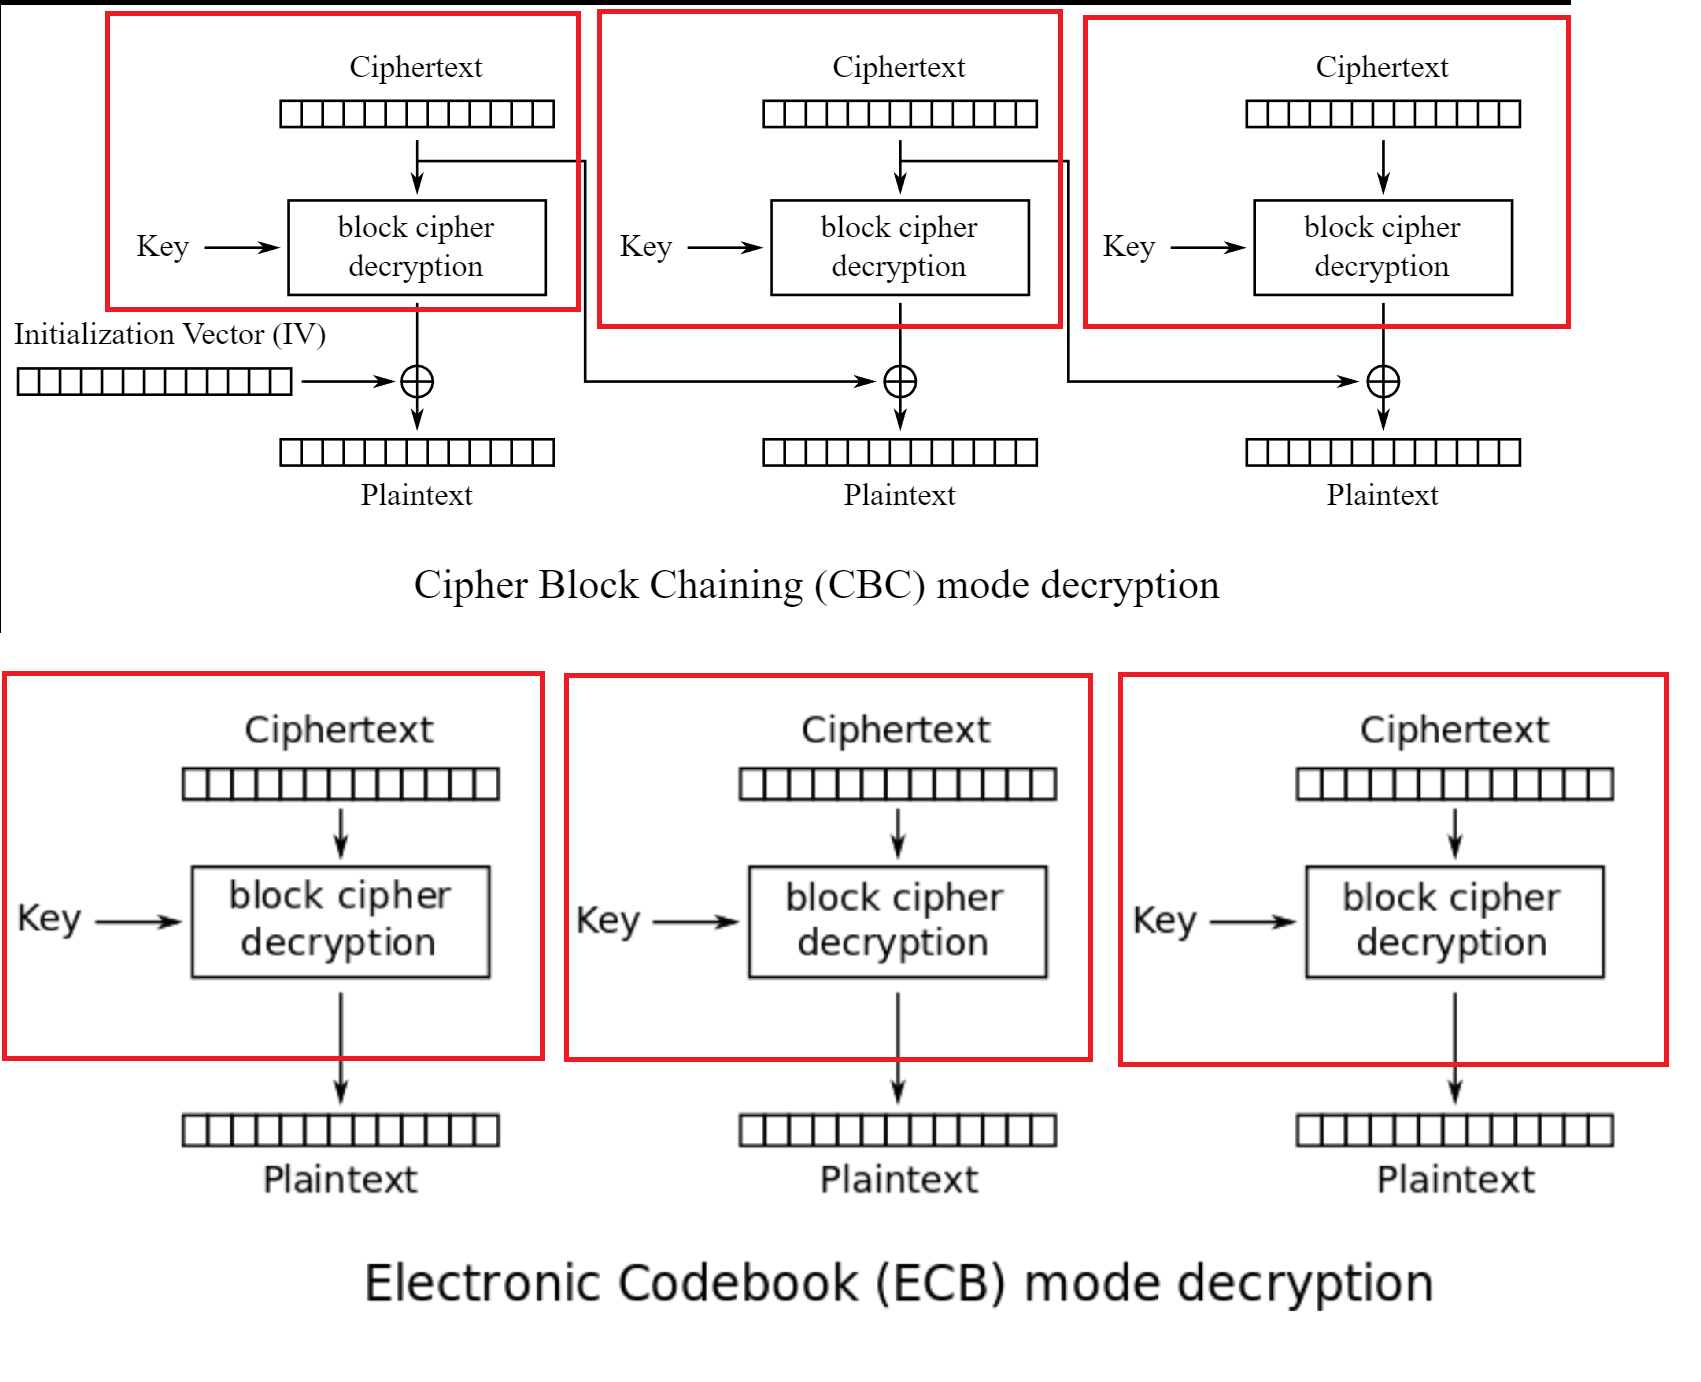 Ciphertext
Ciphertext
Ciphertext
block cipher
decryption
block cipher
decryption
block cipher
decryption
Key
Key
Key
Initialization Vector (IV)
Plaintext
Plaintext
Plaintext
Cipher Block Chaining (CBC) mode decryption
Ciphertext
Ciphertext
Ciphertext
block cipher
decryption
block cipher
decryption
block cipher
decryption
Key
Key
Key
Plaintext
Plaintext
Plaintext
Electronic Codebook (ECB) mode decryption